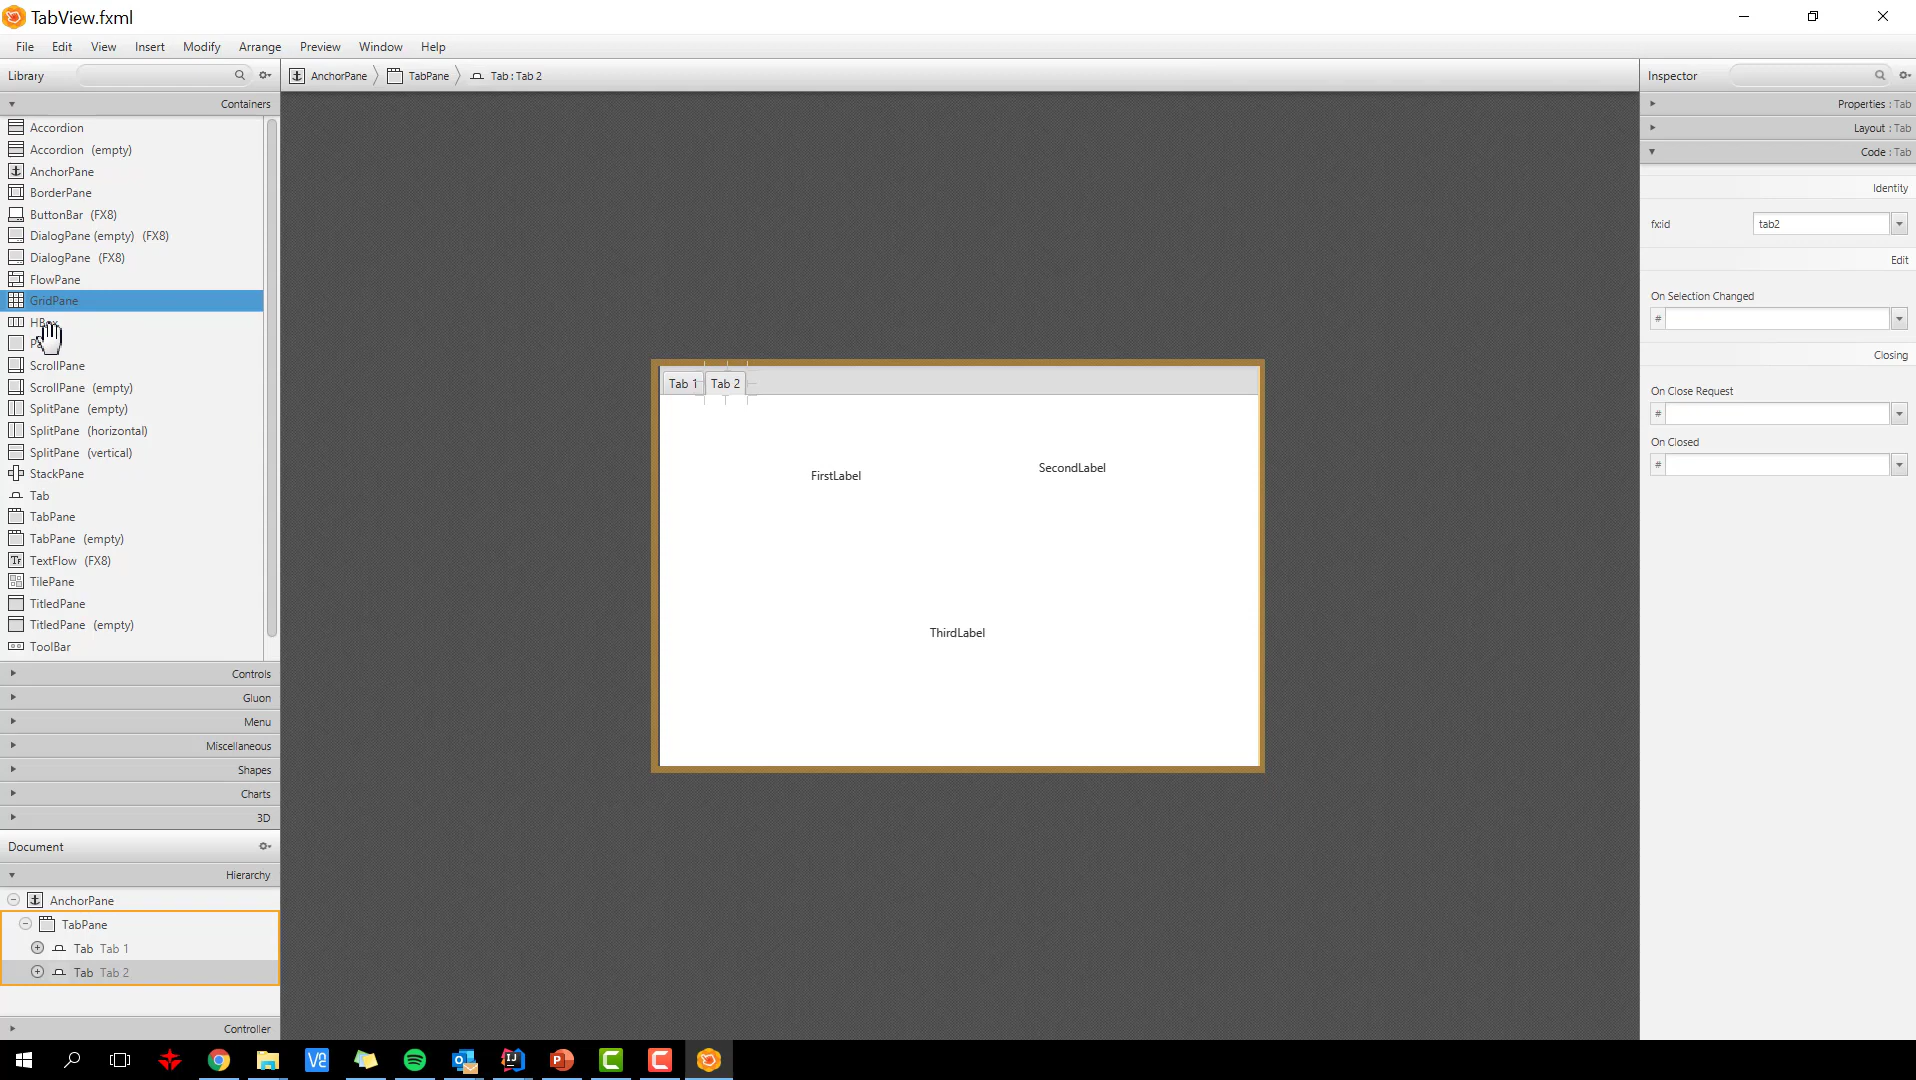 TabView.fxml
File Edit View Insert Modify Arrange Preview Window Help
Library
AnchorPane TabPane Tab : Tab 2
Inspector
Containers
Accordion
Accordion (empty)
AnchorPane
BorderPane
ButtonBar (FX8)
DialogPane (empty) (FX8)
DialogPane (FX8)
FlowPane
GridPane
ScrollPane
ScrollPane (empty)
SplitPane (empty)
SplitPane (horizontal)
SplitPane (vertical)
StackPane
Tab
TabPane
TabPane (empty)
TextFlow (FX8)
TilePane
TitledPane
TitledPane (empty)
ToolBar
Controls
Gluon
Menu
Miscellaneous
Shapes
Charts
3D
Document
Hierarchy
AnchorPane
TabPane
Tab Tab 1
Tab Tab 2
Controller
Tab 1 Tab 2
FirstLabel
SecondLabel
ThirdLabel
Properties : Tab
Layout : Tab
Code : Tab
Identity
fx:id tab2
Edit
On Selection Changed
#
Closing
On Close Request
#
On Closed
#